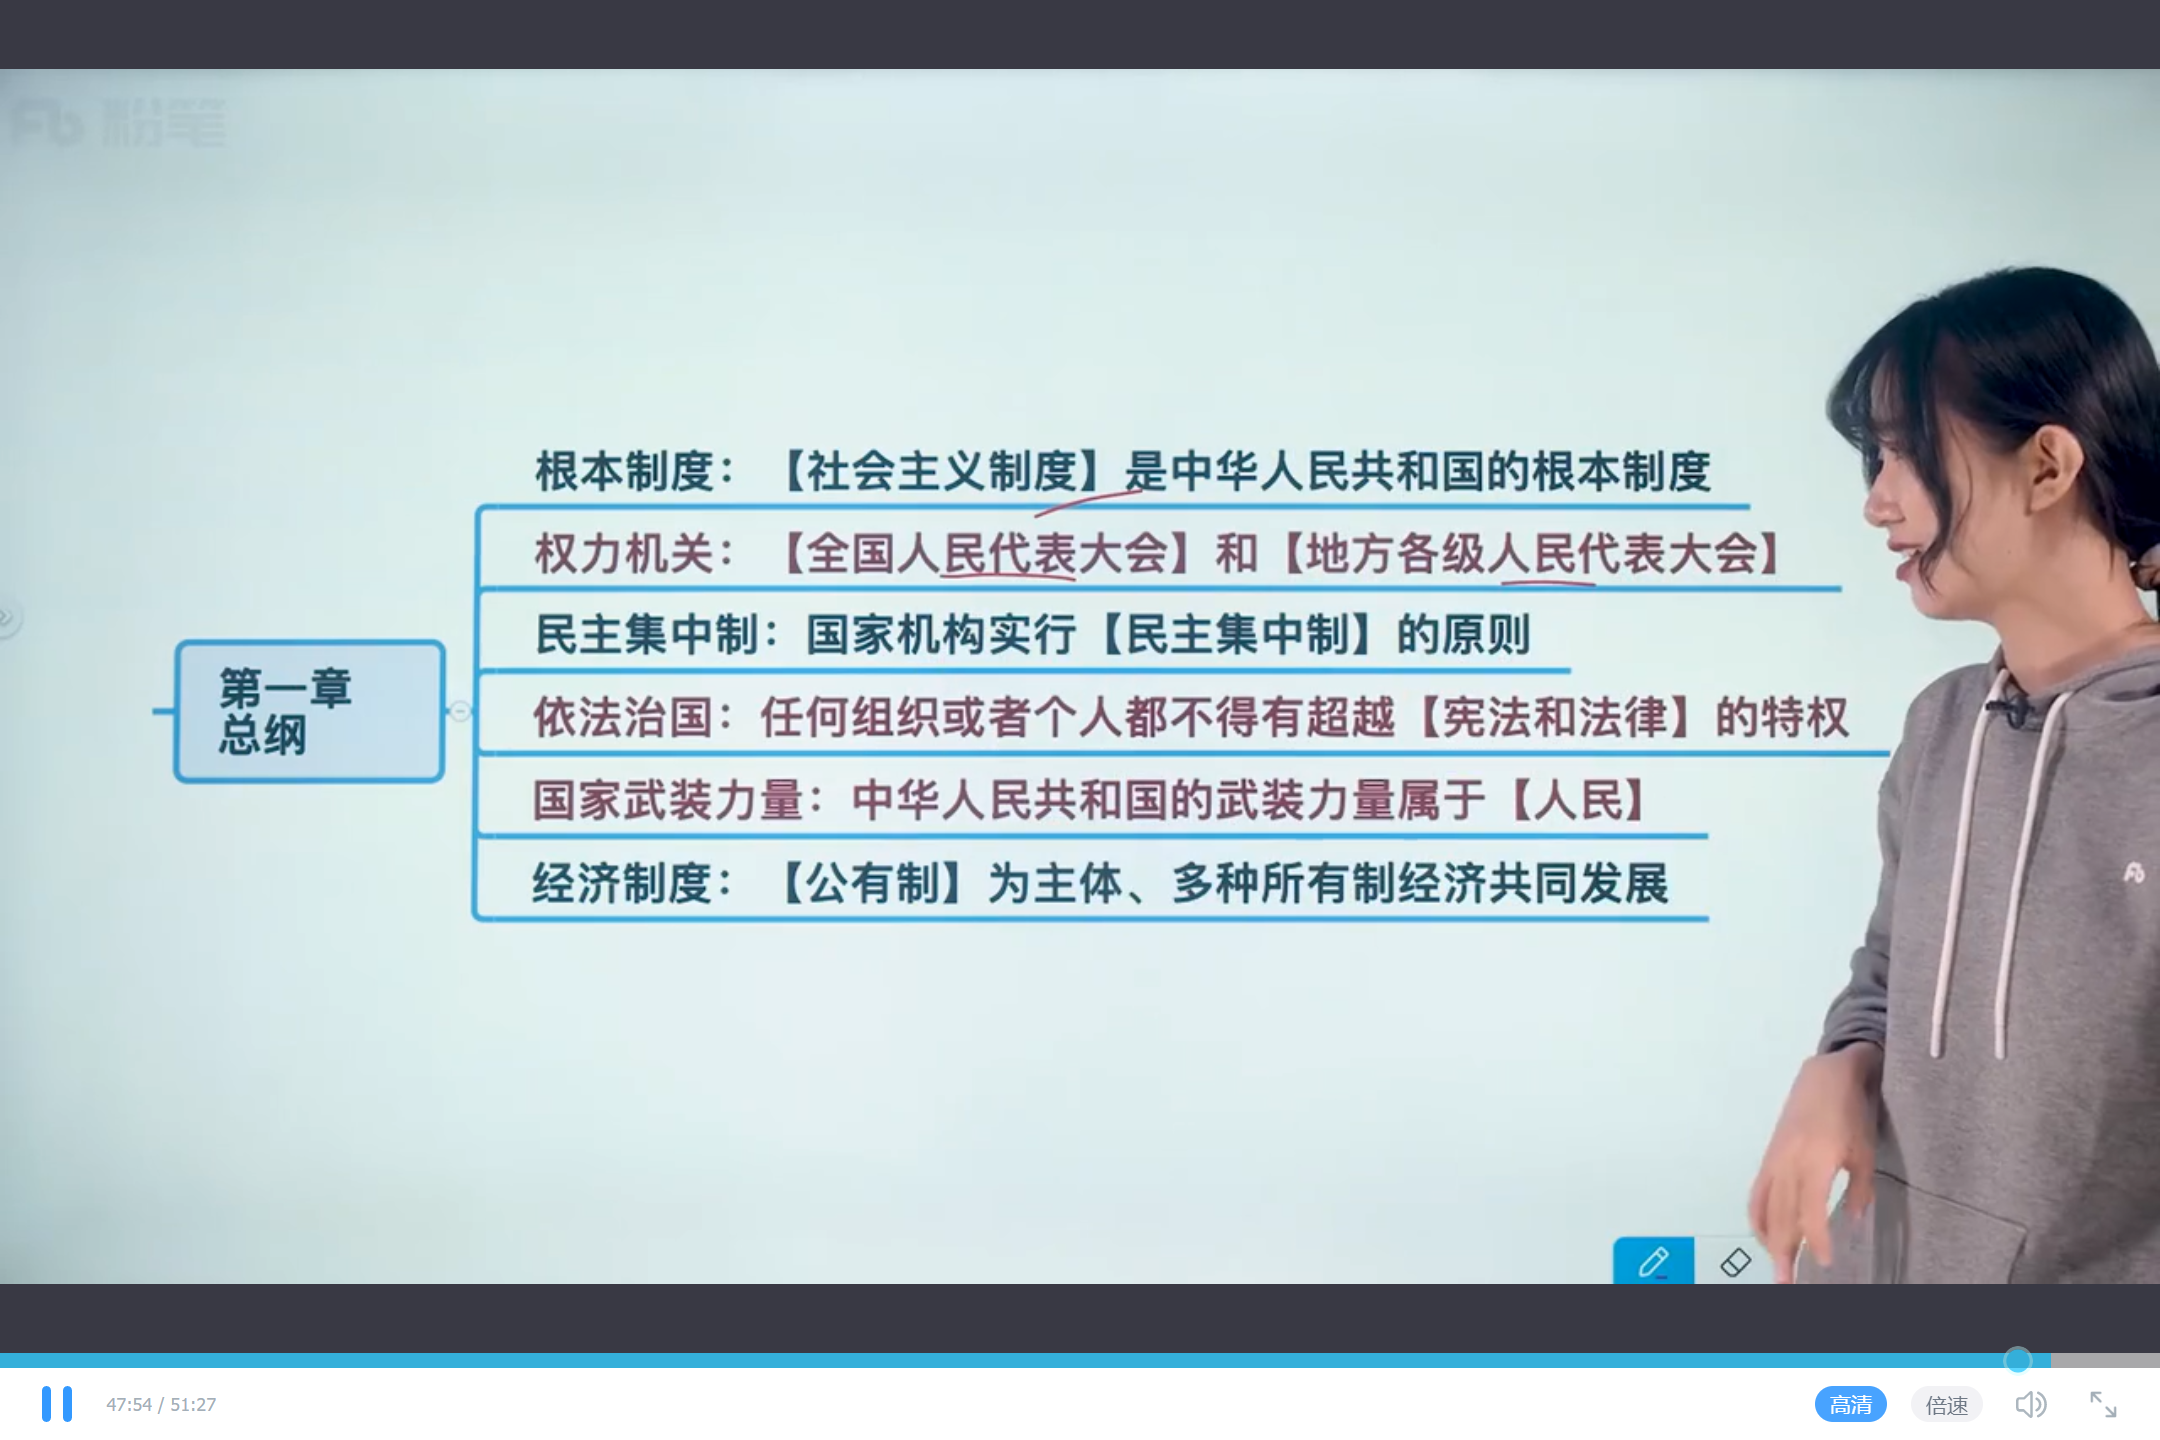 Fb 粉笔
根本制度：【社会主义制度】是中华人民共和国的根本制度
权力机关：【全国人民代表大会】和【地方各级人民代表大会】
民主集中制：国家机构实行【民主集中制】的原则
第一章
总纲
依法治国：任何组织或者个人都不得有超越【宪法和法律】的特权
国家武装力量：中华人民共和国的武装力量属于【人民】
经济制度：【公有制】为主体、多种所有制经济共同发展
Fb
47:54 / 51:27
高清
倍速